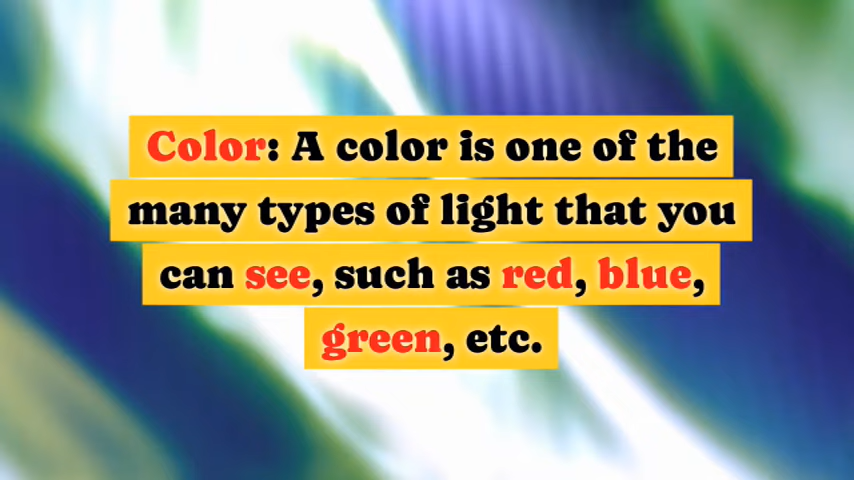 Color: A color is one of the
many types of light that you
can see, such as red, blue,
green, etc.